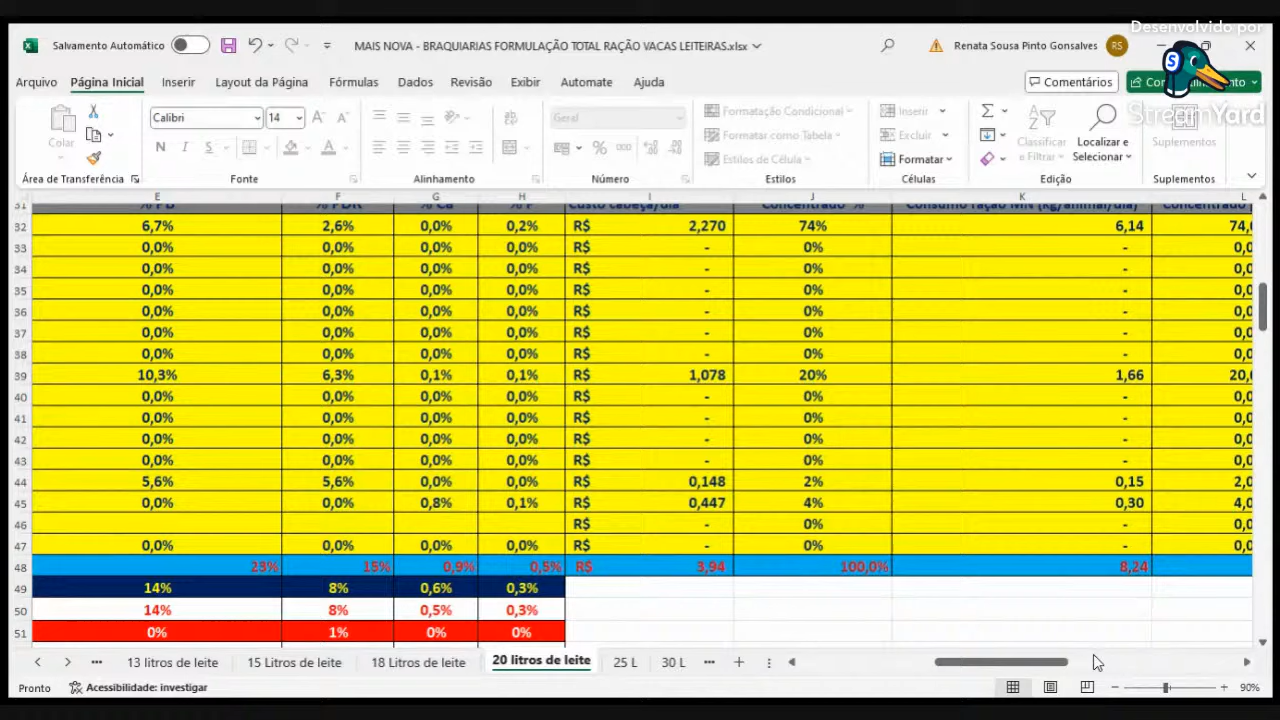 Desenvolvido por
StreamYard
Salvamento Automático
MAIS NOVA - BRAQUIARIAS FORMULAÇÃO TOTAL RAÇÃO VACAS LEITEIRAS.xlsx
Renata Sousa Pinto Gonsalves RS
Arquivo Página Inicial Inserir Layout da Página Fórmulas Dados Revisão Exibir Automate Ajuda Comentários
Colar Calibri 14 Geral Formatação Condicional Inserir
N I S Formatar como Tabela Excluir Classificar Localizar e Suplementos
Estilos de Célula Formatar e Filtrar Selecionar
Área de Transferência Fonte Alinhamento Número Estilos Células Edição Suplementos
E F G H I J K L
31 % PB % PDR % Ca % P Custo cabeça/dia Concentrado % Consumo ração MN (kg/animal/dia) Concentrado
32 6,7% 2,6% 0,0% 0,2% R$ 2,270 74% 6,14 74,0
33 0,0% 0,0% 0,0% 0,0% R$ - 0% - 0,0
34 0,0% 0,0% 0,0% 0,0% R$ - 0% - 0,0
35 0,0% 0,0% 0,0% 0,0% R$ - 0% - 0,0
36 0,0% 0,0% 0,0% 0,0% R$ - 0% - 0,0
37 0,0% 0,0% 0,0% 0,0% R$ - 0% - 0,0
38 0,0% 0,0% 0,0% 0,0% R$ - 0% - 0,0
39 10,3% 6,3% 0,1% 0,1% R$ 1,078 20% 1,66 20,0
40 0,0% 0,0% 0,0% 0,0% R$ - 0% - 0,0
41 0,0% 0,0% 0,0% 0,0% R$ - 0% - 0,0
42 0,0% 0,0% 0,0% 0,0% R$ - 0% - 0,0
43 0,0% 0,0% 0,0% 0,0% R$ - 0% - 0,0
44 5,6% 5,6% 0,0% 0,0% R$ 0,148 2% 0,15 2,0
45 0,0% 0,0% 0,8% 0,1% R$ 0,447 4% 0,30 4,0
46 R$ - 0% - 0,0
47 0,0% 0,0% 0,0% 0,0% R$ - 0% - 0,0
48 23% 15% 0,9% 0,5% R$ 3,94 100,0% 8,24
49 14% 8% 0,6% 0,3%
50 14% 8% 0,5% 0,3%
51 0% 1% 0% 0%
13 litros de leite 15 Litros de leite 18 Litros de leite 20 litros de leite 25 L 30 L
Pronto Acessibilidade: investigar 90%